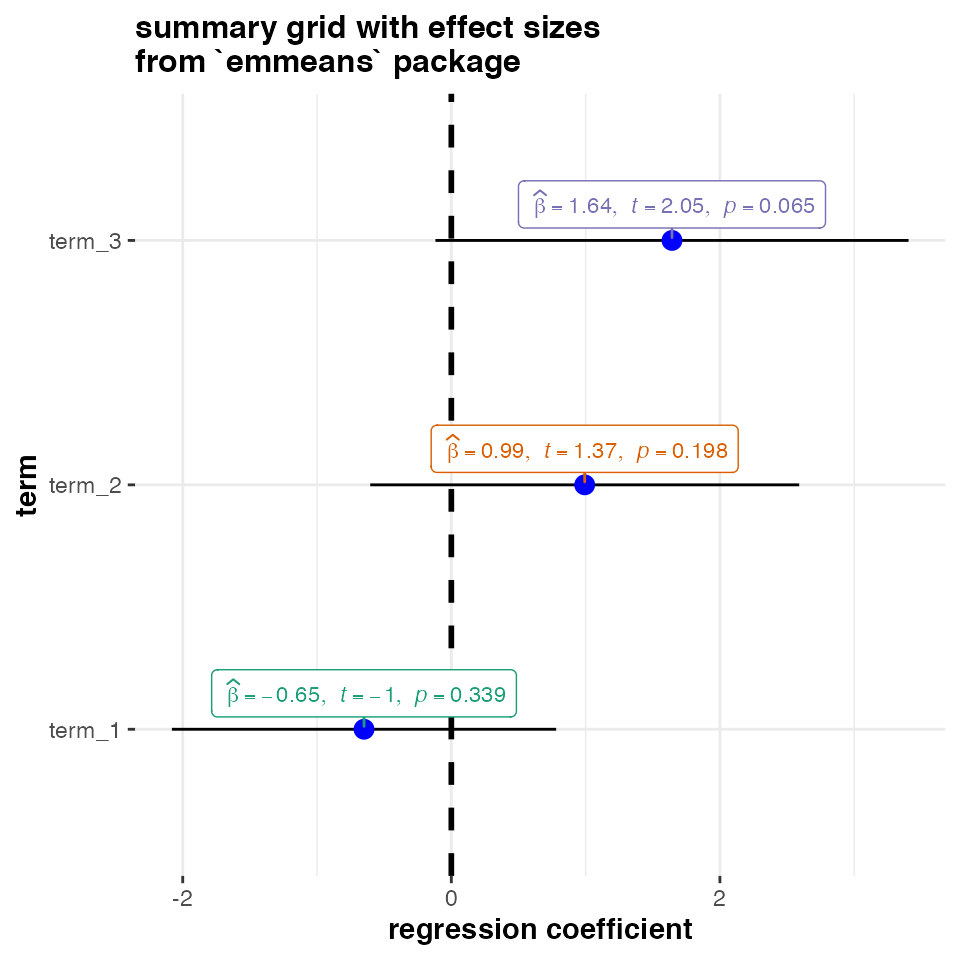 summary grid with effect sizes
from `emmeans` package
β̂ = 1.64, t = 2.05, p = 0.065
term_3
β̂ = 0.99, t = 1.37, p = 0.198
term_2
term
β̂ = −0.65, t = −1, p = 0.339
term_1
-2 0 2
regression coefficient